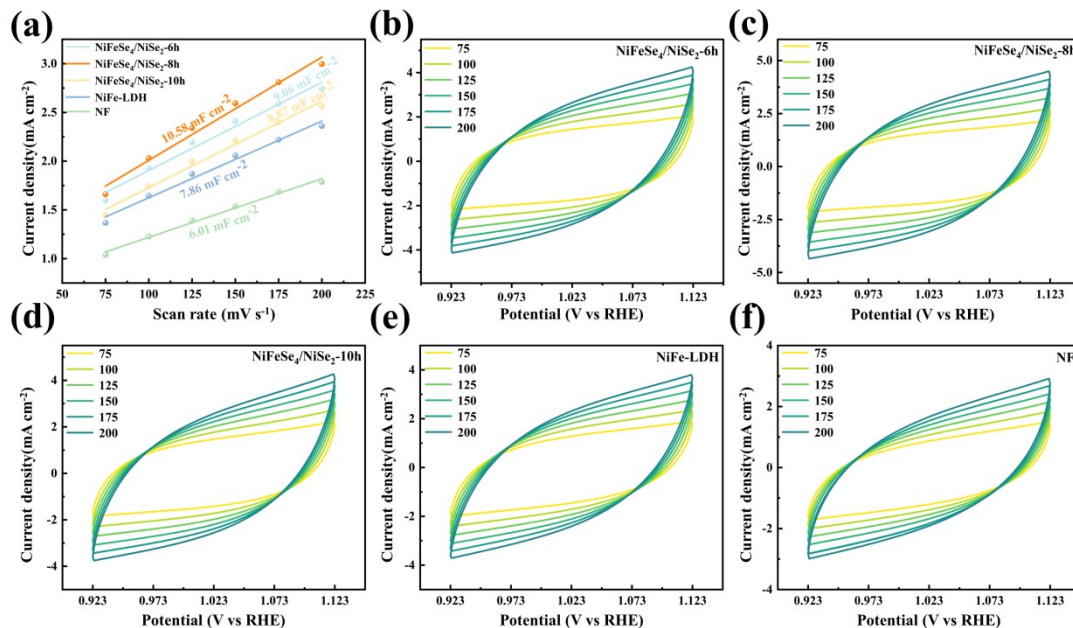 (a)
NiFeSe₄/NiSe₂-6h
NiFeSe₄/NiSe₂-8h
NiFeSe₄/NiSe₂-10h
NiFe-LDH
NF
10.58 mF cm⁻²
9.06 mF cm⁻²
8.87 mF cm⁻²
7.86 mF cm⁻²
6.01 mF cm⁻²
Current density (mA cm⁻²)
3.0
2.5
2.0
1.5
1.0
50 75 100 125 150 175 200 225
Scan rate (mV s⁻¹)
(b)
NiFeSe₄/NiSe₂-6h
75
100
125
150
175
200
Current density(mA cm⁻²)
4
2
0
-2
-4
0.923 0.973 1.023 1.073 1.123
Potential (V vs RHE)
(c)
NiFeSe₄/NiSe₂-8h
75
100
125
150
175
200
Current density(mA cm⁻²)
5.0
2.5
0.0
-2.5
-5.0
0.923 0.973 1.023 1.073 1.123
Potential (V vs RHE)
(d)
NiFeSe₄/NiSe₂-10h
75
100
125
150
175
200
Current density(mA cm⁻²)
4
2
0
-2
-4
0.923 0.973 1.023 1.073 1.123
Potential (V vs RHE)
(e)
NiFe-LDH
75
100
125
150
175
200
Current density(mA cm⁻²)
4
2
0
-2
-4
0.923 0.973 1.023 1.073 1.123
Potential (V vs RHE)
(f)
NF
75
100
125
150
175
200
Current density(mA cm⁻²)
4
2
0
-2
-4
0.923 0.973 1.023 1.073 1.123
Potential (V vs RHE)